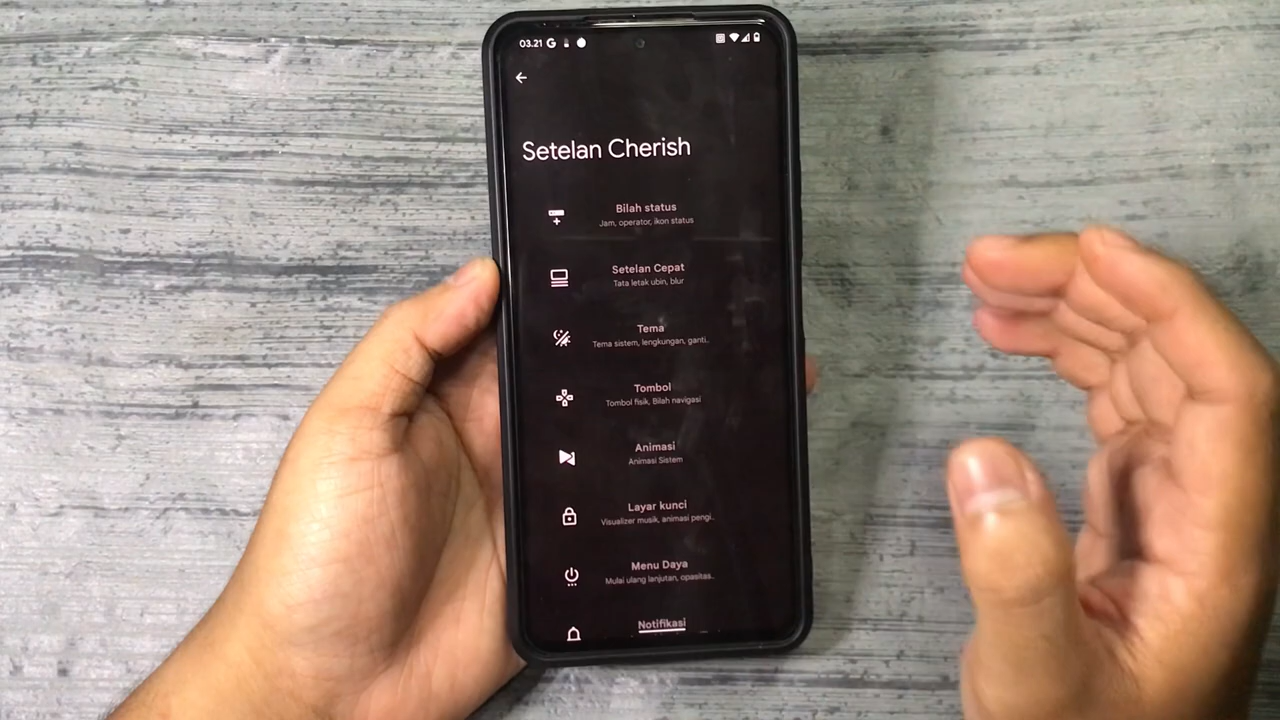 03.21
Setelan Cherish
Bilah status
Jam, operator, ikon status
Setelan Cepat
Tata letak ubin, blur
Tema
Tema sistem, lengkungan, ganti..
Tombol
Tombol fisik, Bilah navigasi
Animasi
Animasi Sistem
Layar kunci
Visualizer musik, animasi pengi..
Menu Daya
Mulai ulang lanjutan, opasitas..
Notifikasi